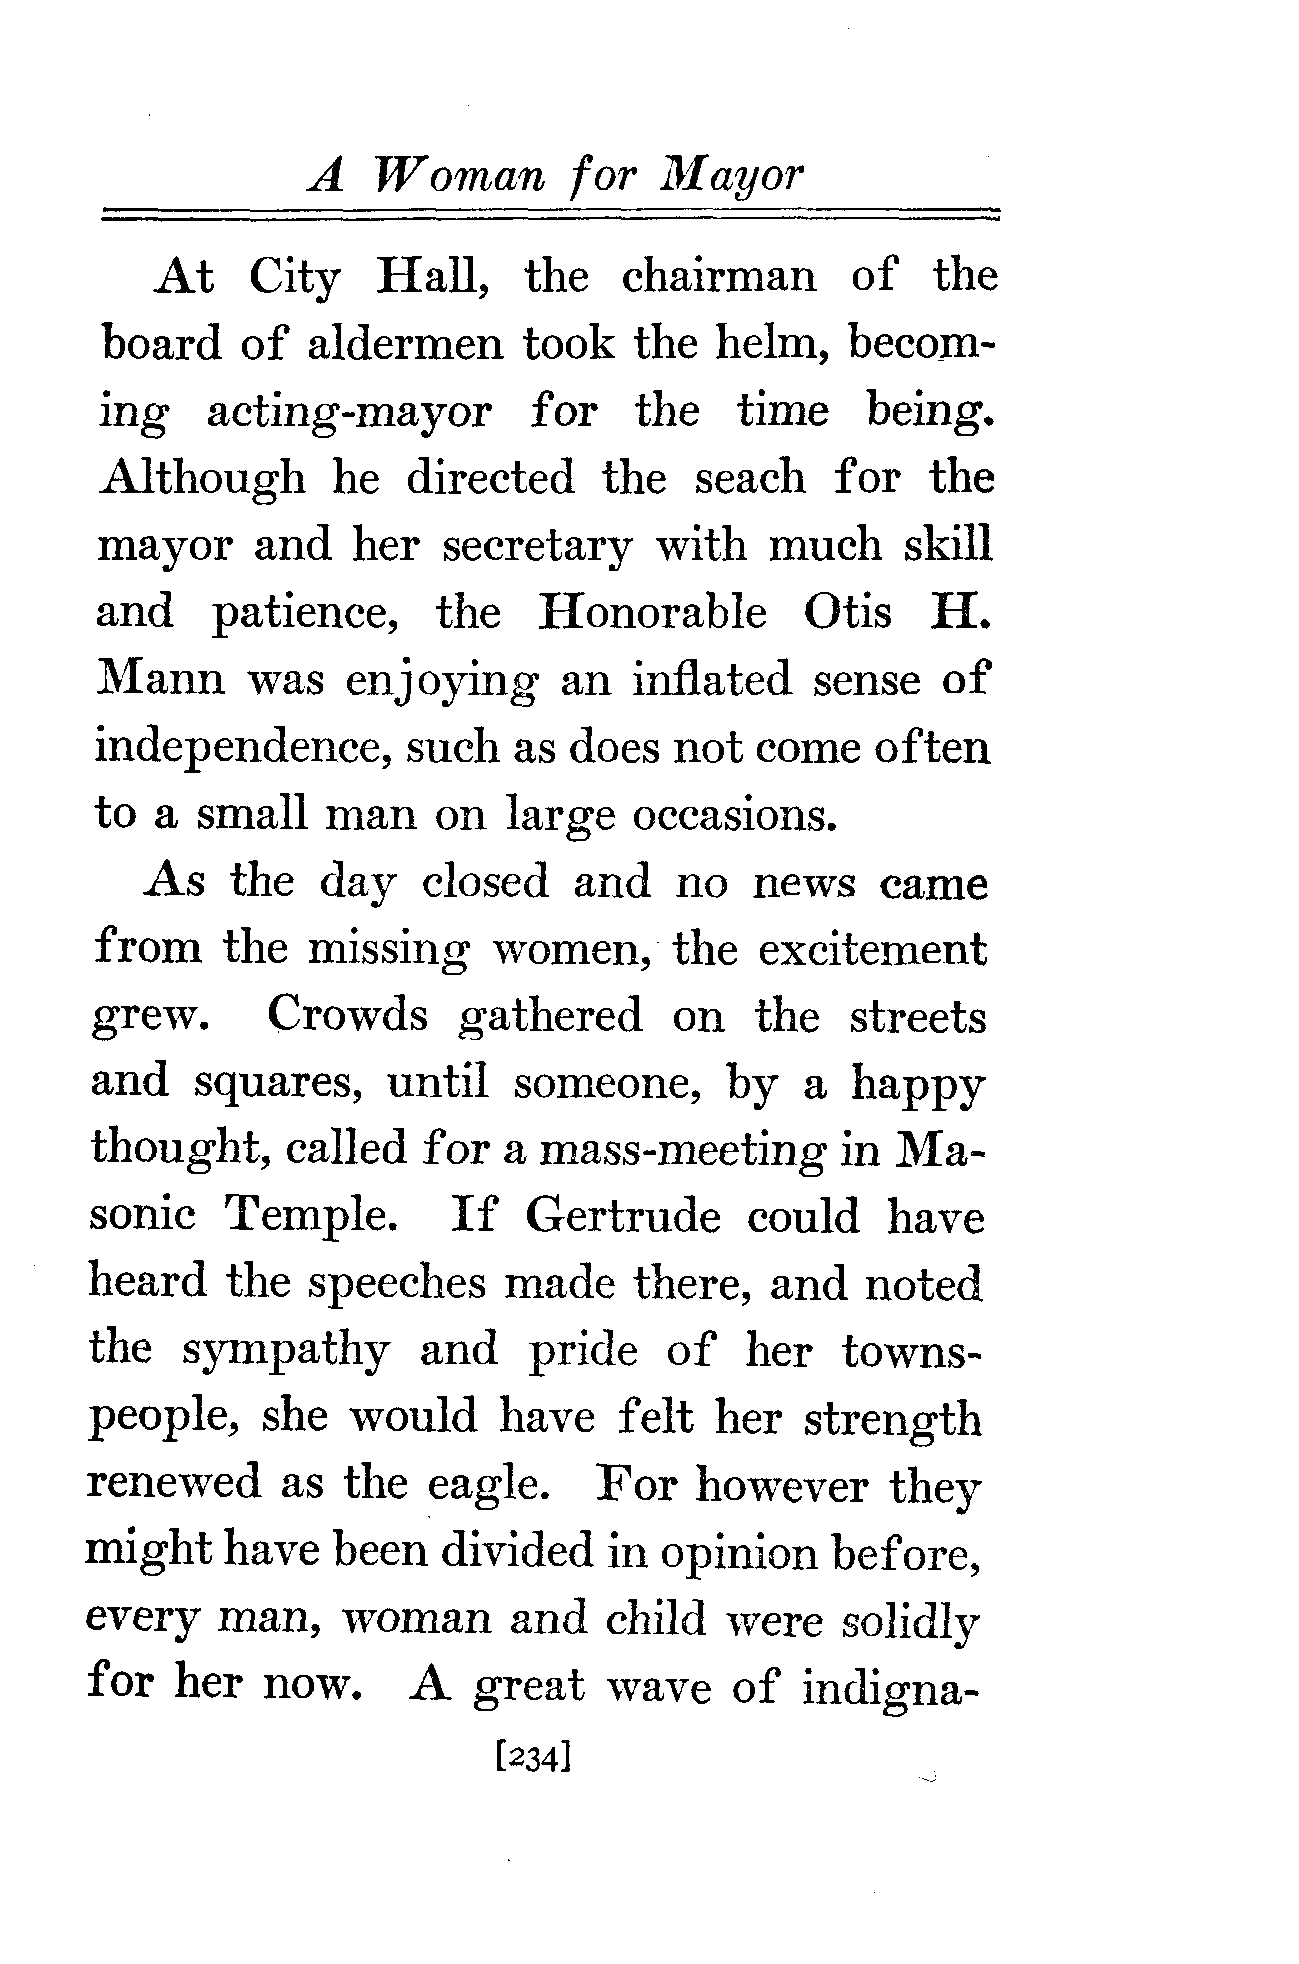 A Woman for Mayor
At City Hall, the chairman of the
board of aldermen took the helm, becom-
ing acting-mayor for the time being.
Although he directed the seach for the
mayor and her secretary with much skill
and patience, the Honorable Otis H.
Mann was enjoying an inflated sense of
independence, such as does not come often
to a small man on large occasions.
As the day closed and no news came
from the missing women, the excitement
grew. Crowds gathered on the streets
and squares, until someone, by a happy
thought, called for a mass-meeting in Ma-
sonic Temple. If Gertrude could have
heard the speeches made there, and noted
the sympathy and pride of her towns-
people, she would have felt her strength
renewed as the eagle. For however they
might have been divided in opinion before,
every man, woman and child were solidly
for her now. A great wave of indigna-
[234]